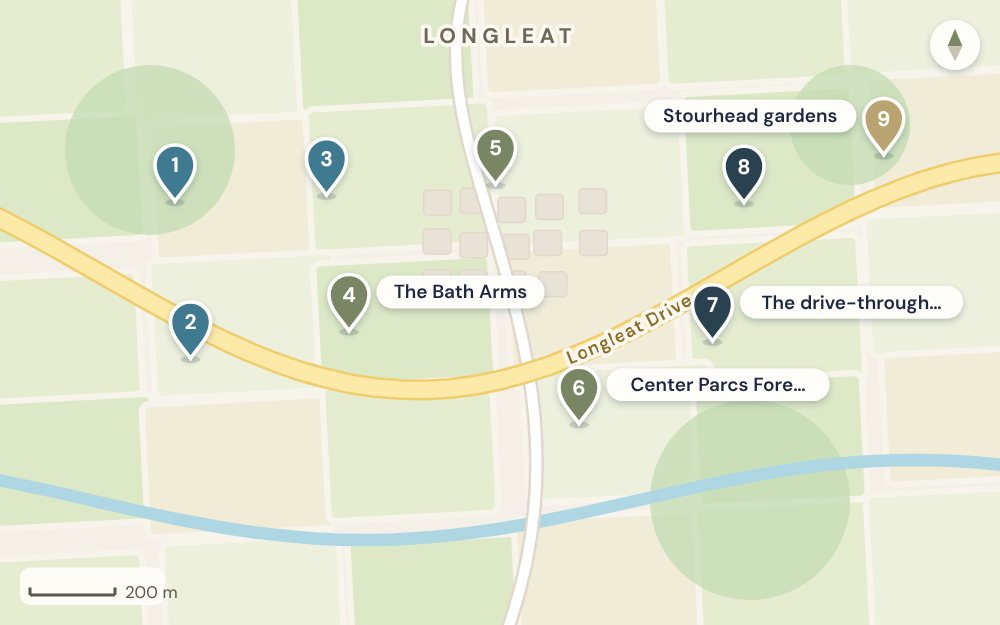 LONGLEAT
Stourhead gardens
9
5
3
1
8
4
The Bath Arms
7
The drive-through...
2
Longleat Drive
6
Center Parcs Fore...
200 m